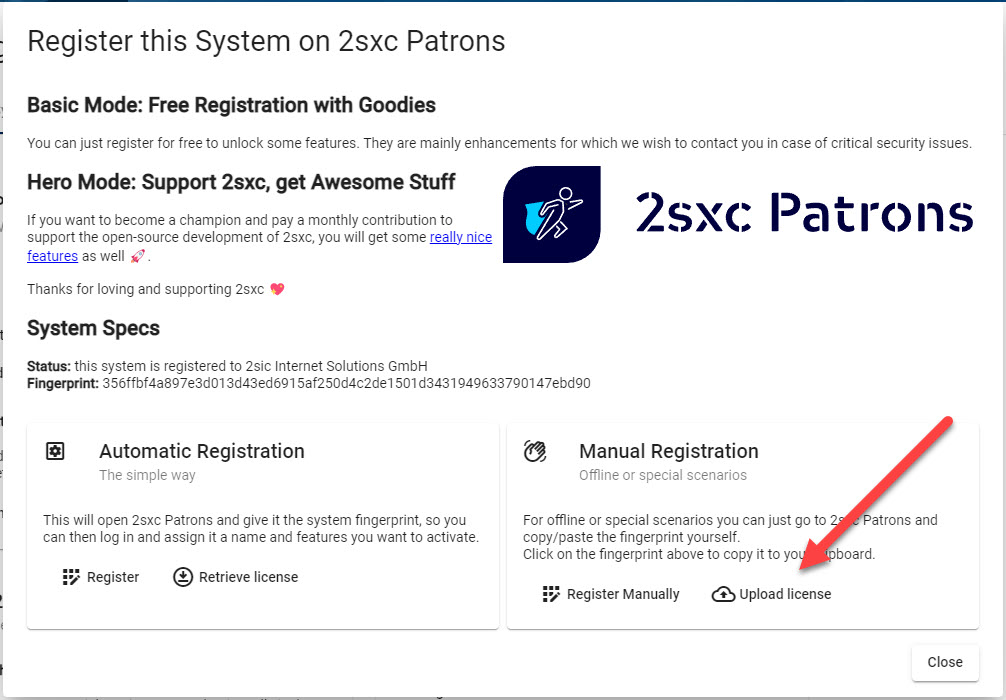 Register this System on 2sxc Patrons
Basic Mode: Free Registration with Goodies
You can just register for free to unlock some features. They are mainly enhancements for which we wish to contact you in case of critical security issues.
Hero Mode: Support 2sxc, get Awesome Stuff
If you want to become a champion and pay a monthly contribution to
support the open-source development of 2sxc, you will get some really nice
features as well 🚀.
Thanks for loving and supporting 2sxc 💖
2sxc Patrons
System Specs
Status: this system is registered to 2sic Internet Solutions GmbH
Fingerprint: 356ffbf4a897e3d013d43ed6915af250d4c2de1501d3431949633790147ebd90
Automatic Registration
The simple way
This will open 2sxc Patrons and give it the system fingerprint, so you
can then log in and assign it a name and features you want to activate.
Register
Retrieve license
Manual Registration
Offline or special scenarios
For offline or special scenarios you can just go to 2sxc Patrons and
copy/paste the fingerprint yourself.
Click on the fingerprint above to copy it to your clipboard.
Register Manually
Upload license
Close